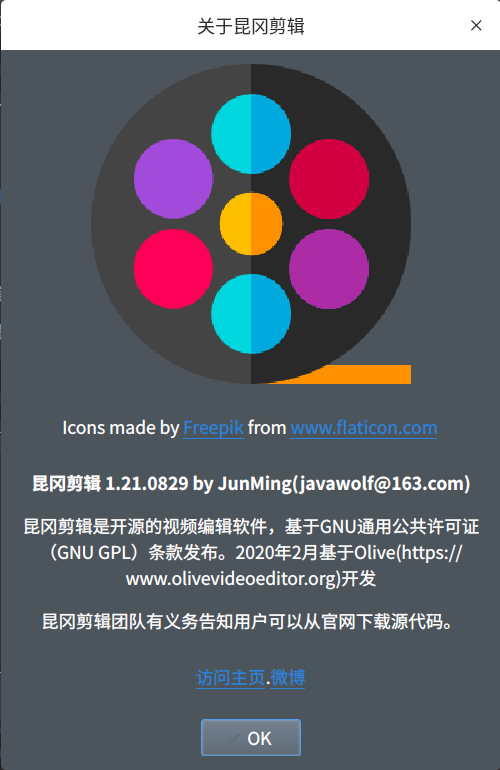 关于昆冈剪辑
Icons made by Freepik from www.flaticon.com
昆冈剪辑 1.21.0829 by JunMing(javawolf@163.com)
昆冈剪辑是开源的视频编辑软件，基于GNU通用公共许可证
（GNU GPL）条款发布。2020年2月基于Olive(https://
www.olivevideoeditor.org)开发
昆冈剪辑团队有义务告知用户可以从官网下载源代码。
访问主页.微博
OK